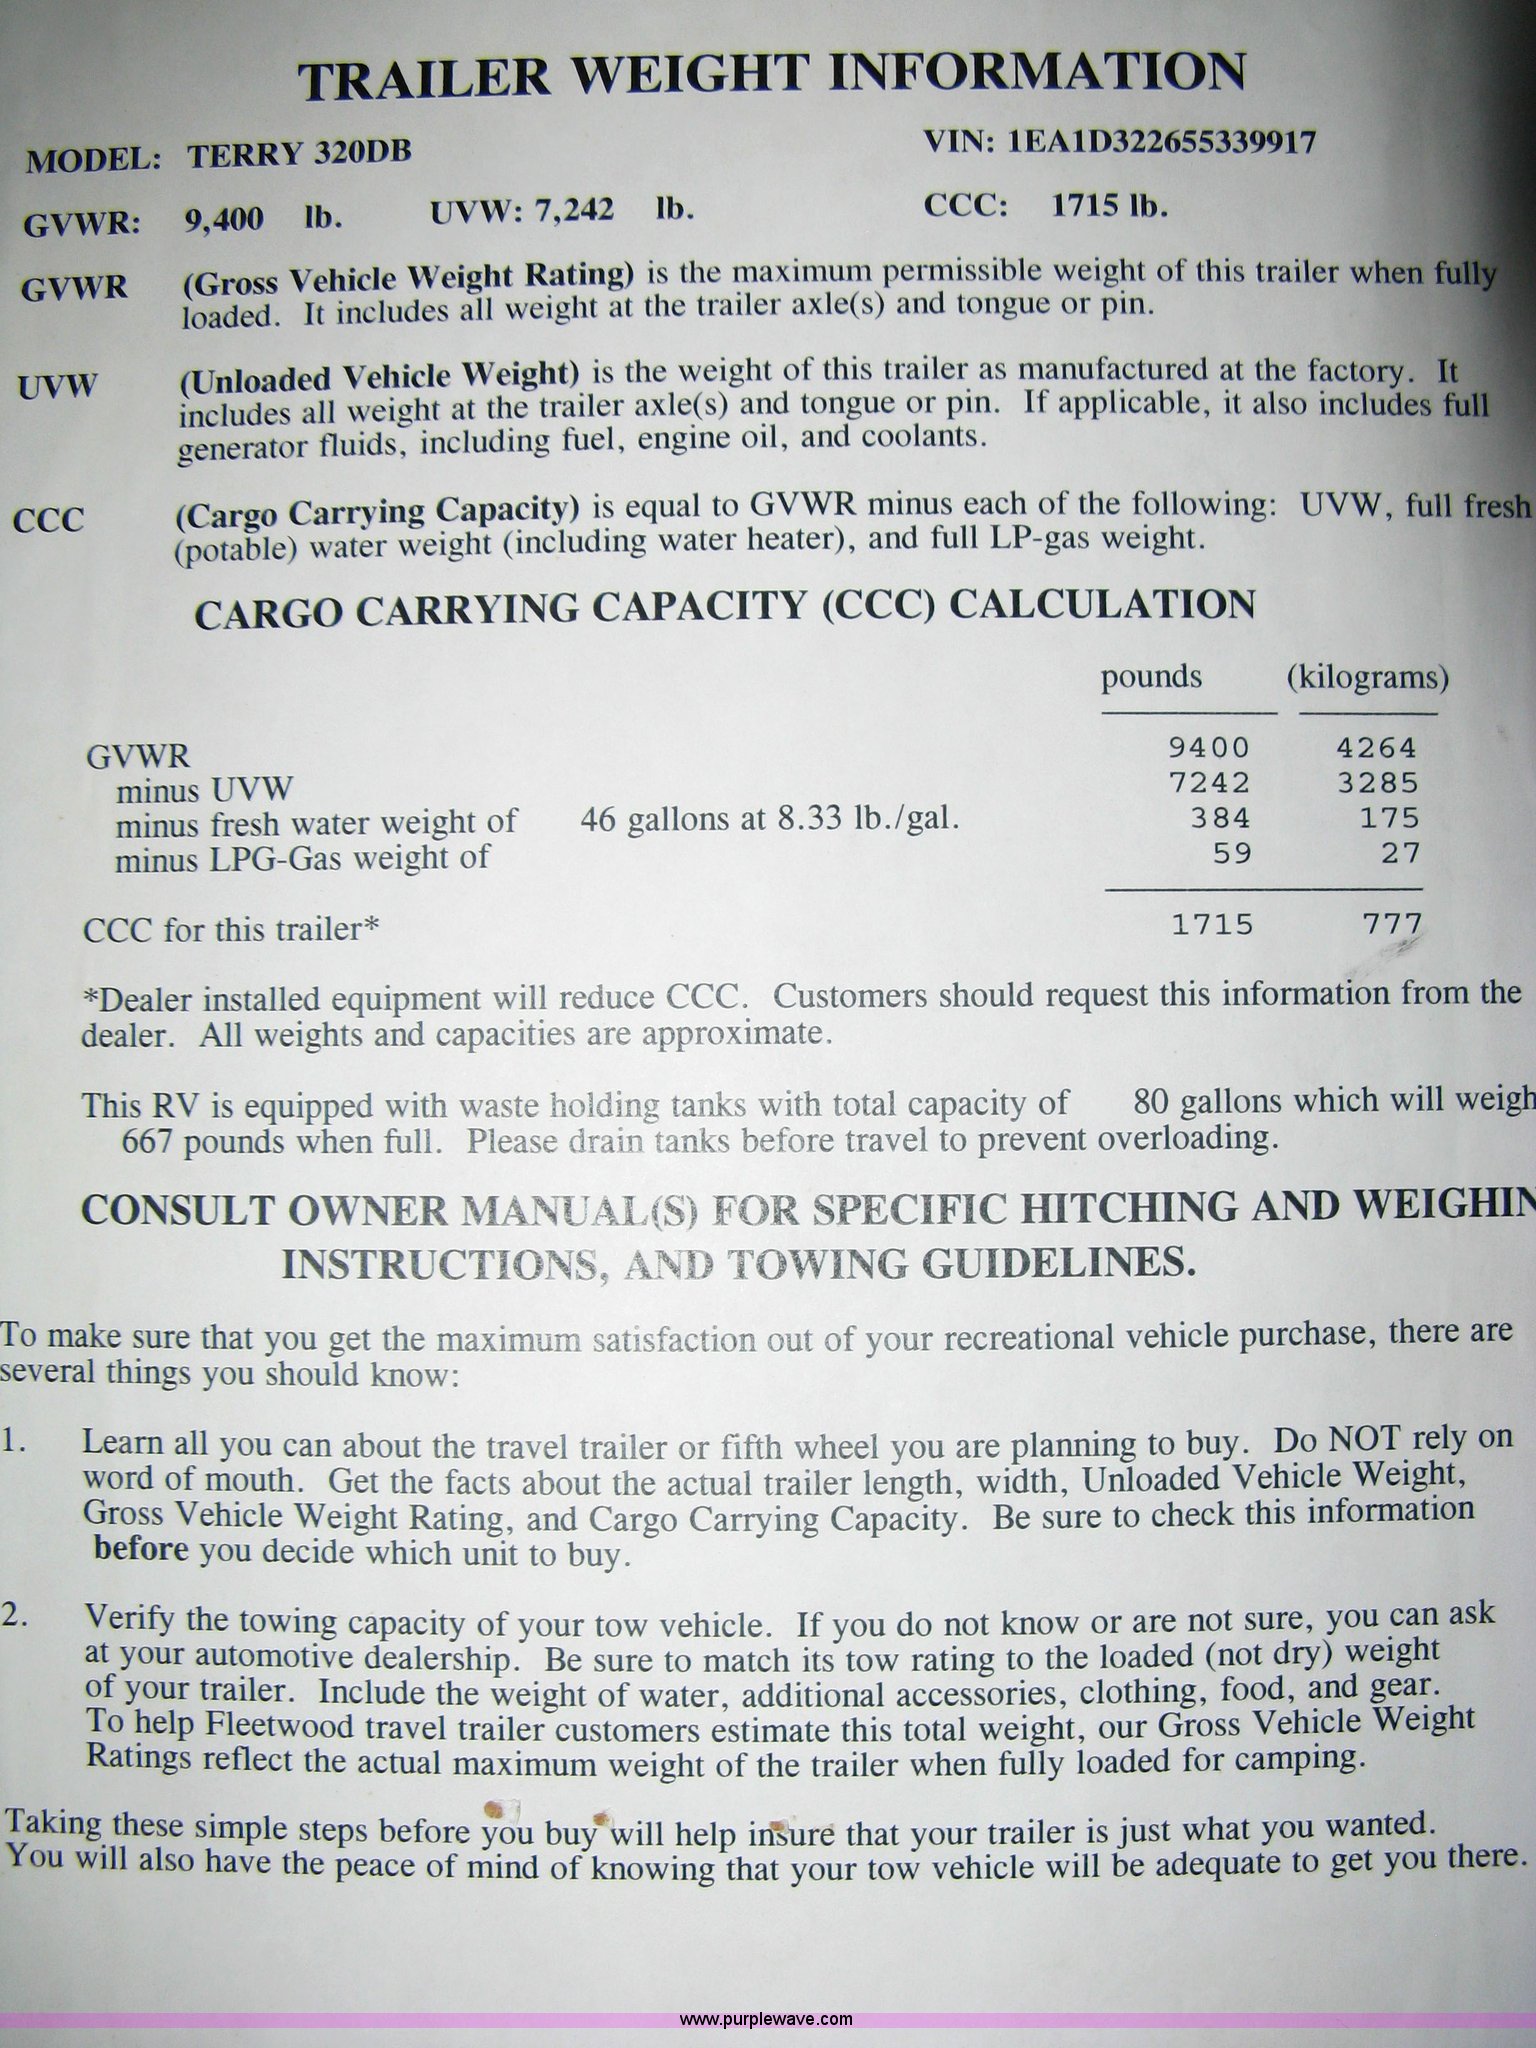 TRAILER WEIGHT INFORMATION
MODEL: TERRY 320DB VIN: 1EA1D322655339917
GVWR: 9,400 lb. UVW: 7,242 lb. CCC: 1715 lb.
GVWR (Gross Vehicle Weight Rating) is the maximum permissible weight of this trailer when fully
loaded. It includes all weight at the trailer axle(s) and tongue or pin.
UVW (Unloaded Vehicle Weight) is the weight of this trailer as manufactured at the factory. It
includes all weight at the trailer axle(s) and tongue or pin. If applicable, it also includes full
generator fluids, including fuel, engine oil, and coolants.
CCC (Cargo Carrying Capacity) is equal to GVWR minus each of the following: UVW, full fresh
(potable) water weight (including water heater), and full LP-gas weight.
CARGO CARRYING CAPACITY (CCC) CALCULATION
pounds (kilograms)
GVWR 9400 4264
minus UVW 7242 3285
minus fresh water weight of 46 gallons at 8.33 lb./gal. 384 175
minus LPG-Gas weight of 59 27
CCC for this trailer* 1715 777
*Dealer installed equipment will reduce CCC. Customers should request this information from the
dealer. All weights and capacities are approximate.
This RV is equipped with waste holding tanks with total capacity of 80 gallons which will weigh
667 pounds when full. Please drain tanks before travel to prevent overloading.
CONSULT OWNER MANUAL(S) FOR SPECIFIC HITCHING AND WEIGHIN
INSTRUCTIONS, AND TOWING GUIDELINES.
To make sure that you get the maximum satisfaction out of your recreational vehicle purchase, there are
several things you should know:
1. Learn all you can about the travel trailer or fifth wheel you are planning to buy. Do NOT rely on
word of mouth. Get the facts about the actual trailer length, width, Unloaded Vehicle Weight,
Gross Vehicle Weight Rating, and Cargo Carrying Capacity. Be sure to check this information
before you decide which unit to buy.
2. Verify the towing capacity of your tow vehicle. If you do not know or are not sure, you can ask
at your automotive dealership. Be sure to match its tow rating to the loaded (not dry) weight
of your trailer. Include the weight of water, additional accessories, clothing, food, and gear.
To help Fleetwood travel trailer customers estimate this total weight, our Gross Vehicle Weight
Ratings reflect the actual maximum weight of the trailer when fully loaded for camping.
Taking these simple steps before you buy will help insure that your trailer is just what you wanted.
You will also have the peace of mind of knowing that your tow vehicle will be adequate to get you there.
www.purplewave.com